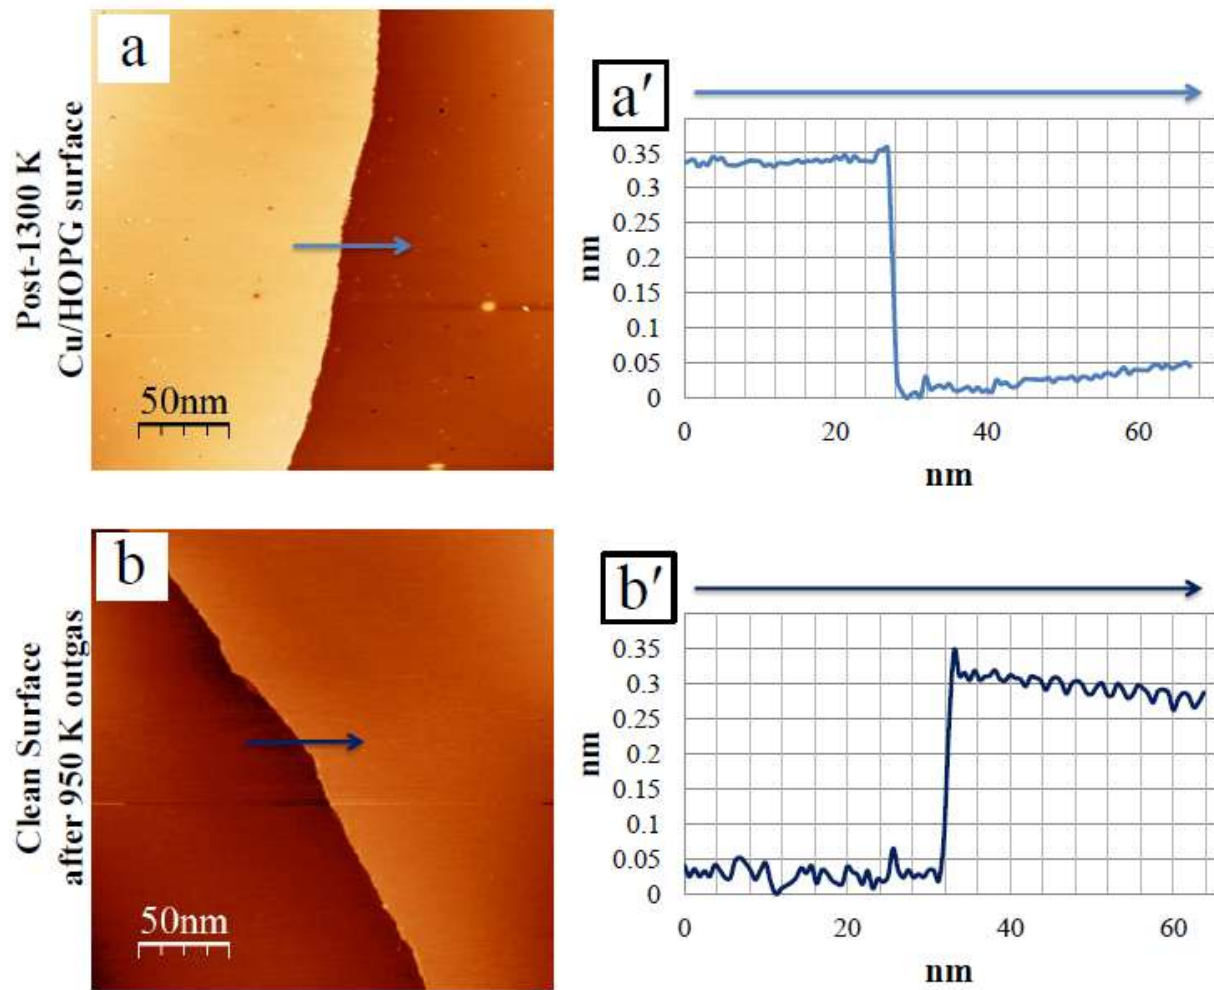 Post-1300 K
Cu/HOPG surface
a
50nm
a′
nm
0.35
0.3
0.25
0.2
0.15
0.1
0.05
0
0 20 40 60
nm
Clean Surface
after 950 K outgas
b
50nm
b′
nm
0.35
0.3
0.25
0.2
0.15
0.1
0.05
0
0 20 40 60
nm